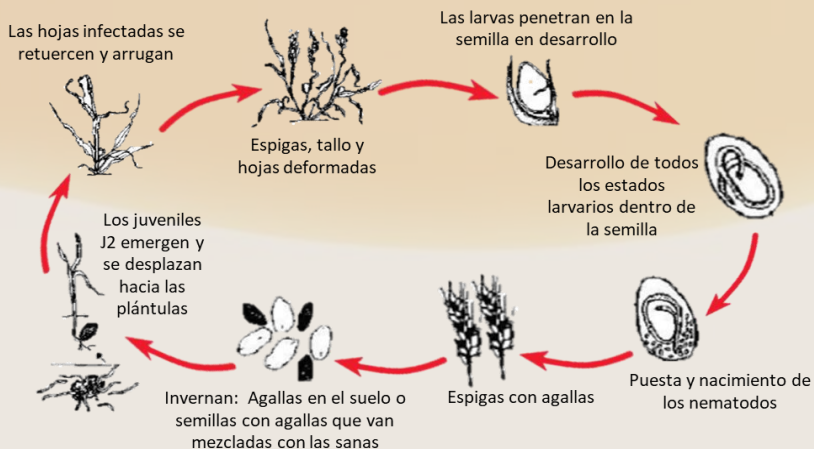 Las hojas infectadas se
retuercen y arrugan
Espigas, tallo y
hojas deformadas
Las larvas penetran en la
semilla en desarrollo
Desarrollo de todos
los estados
larvarios dentro de
la semilla
Puesta y nacimiento de
los nematodos
Espigas con agallas
Invernan: Agallas en el suelo o
semillas con agallas que van
mezcladas con las sanas
Los juveniles
J2 emergen y
se desplazan
hacia las
plántulas